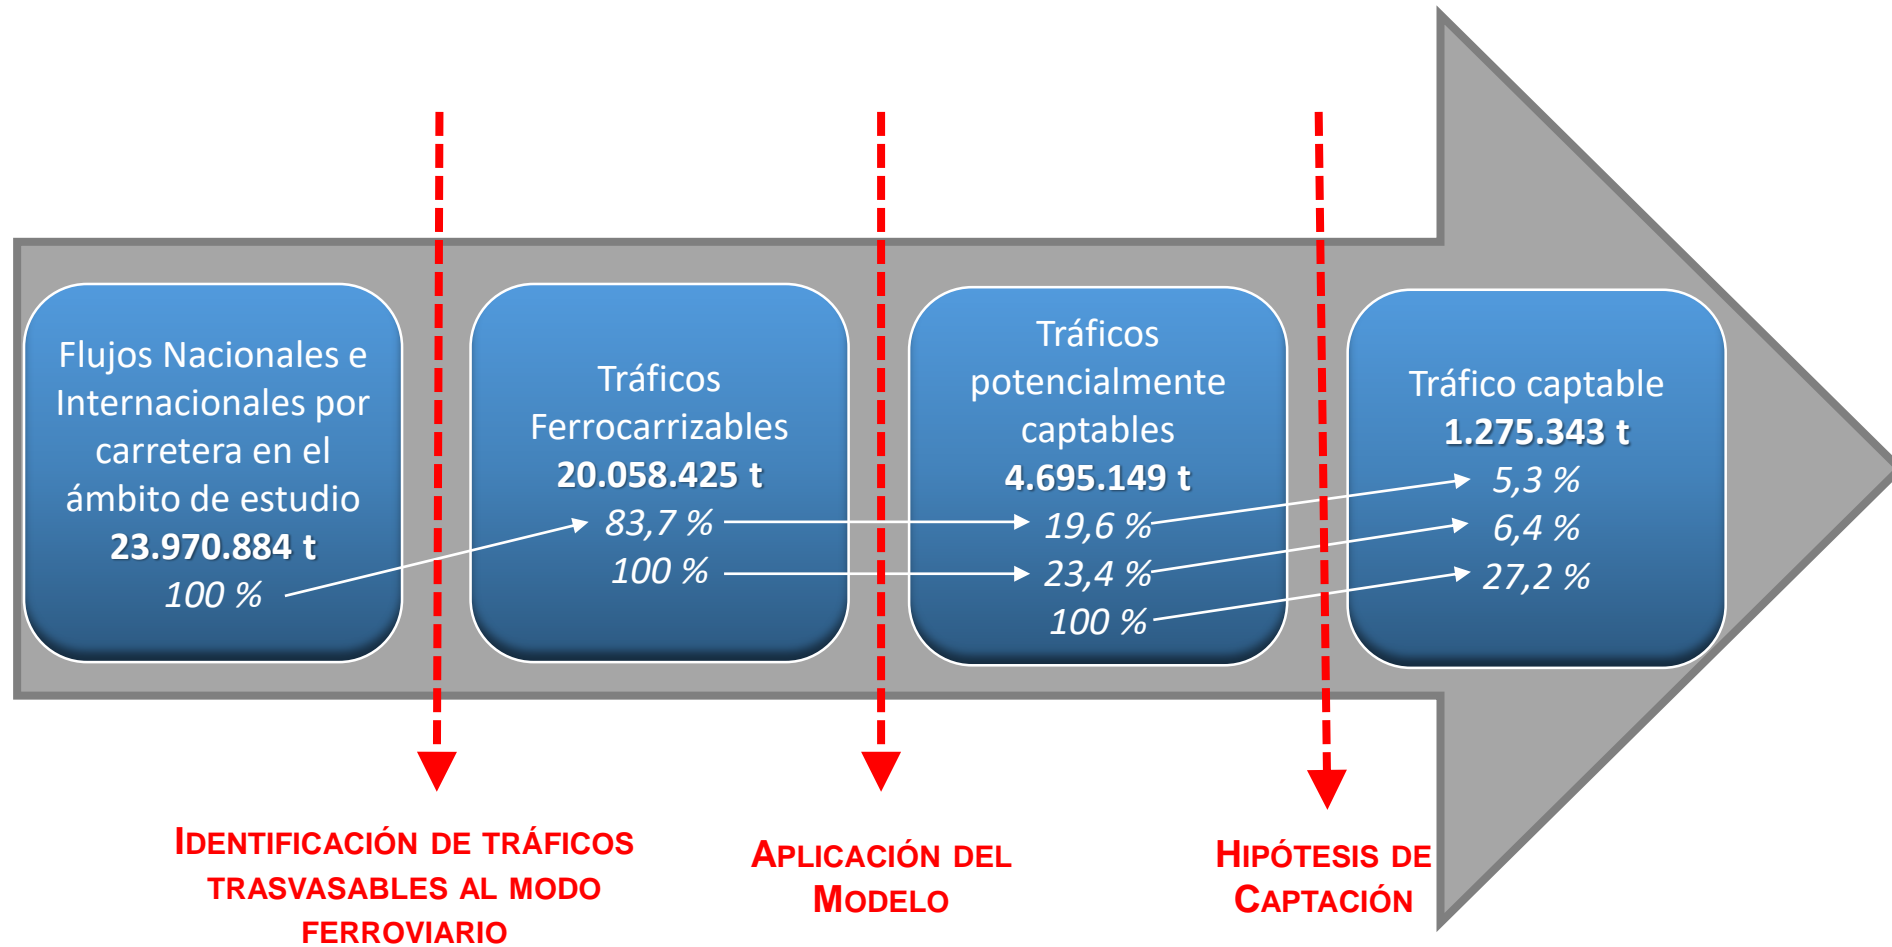 Flujos Nacionales e
Internacionales por
carretera en el
ámbito de estudio
23.970.884 t
100 %
Tráficos
Ferrocarrizables
20.058.425 t
83,7 %
100 %
Tráficos
potencialmente
captables
4.695.149 t
19,6 %
23,4 %
100 %
Tráfico captable
1.275.343 t
5,3 %
6,4 %
27,2 %
IDENTIFICACIÓN DE TRÁFICOS
TRASVASABLES AL MODO
FERROVIARIO
APLICACIÓN DEL
MODELO
HIPÓTESIS DE
CAPTACIÓN